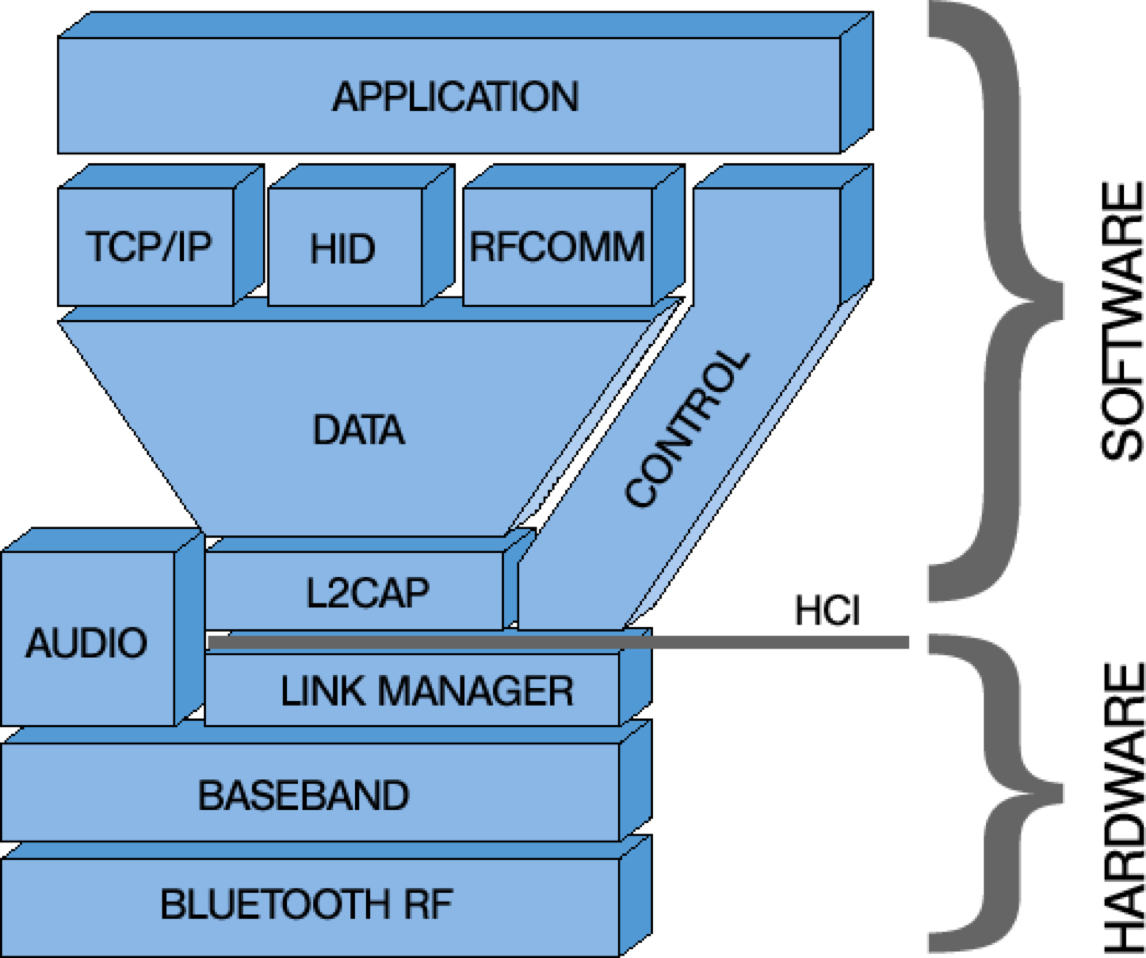 APPLICATION
TCP/IP
HID
RFCOMM
DATA
CONTROL
SOFTWARE
L2CAP
HCI
AUDIO
LINK MANAGER
BASEBAND
BLUETOOTH RF
HARDWARE